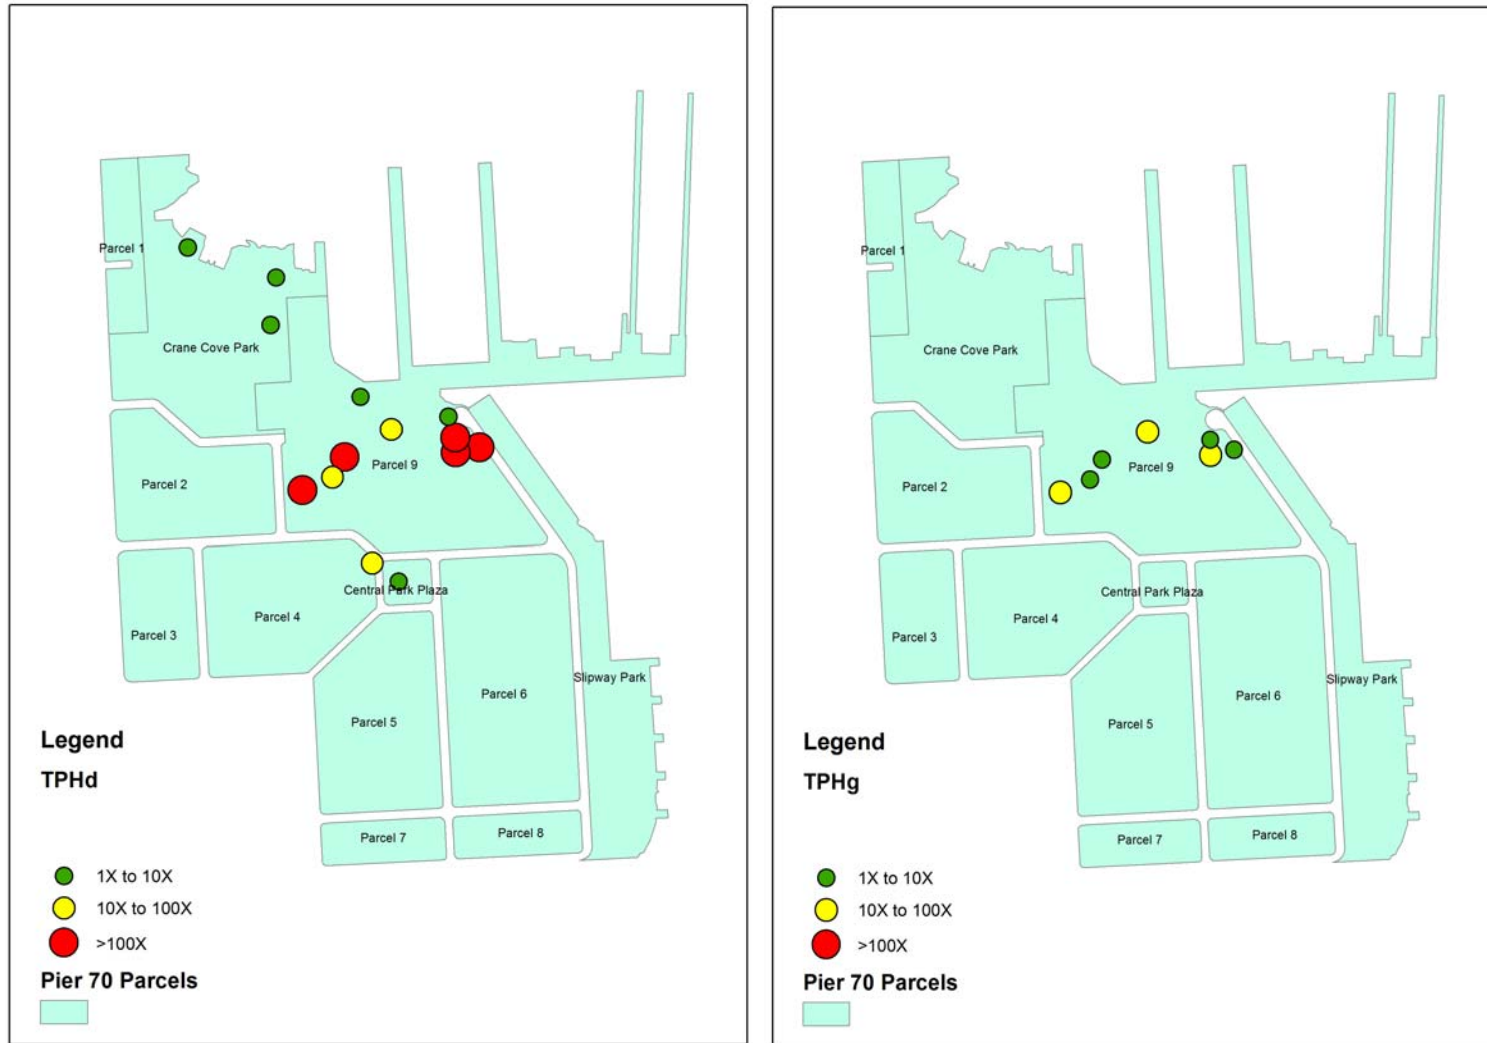 Parcel 1
Crane Cove Park
Parcel 2
Parcel 9
Central Park Plaza
Parcel 4
Parcel 3
Slipway Park
Parcel 6
Parcel 5
Parcel 7
Parcel 8
Legend
TPHd
1X to 10X
10X to 100X
>100X
Pier 70 Parcels
Parcel 1
Crane Cove Park
Parcel 2
Parcel 9
Central Park Plaza
Parcel 4
Parcel 3
Slipway Park
Parcel 6
Parcel 5
Parcel 7
Parcel 8
Legend
TPHg
1X to 10X
10X to 100X
>100X
Pier 70 Parcels